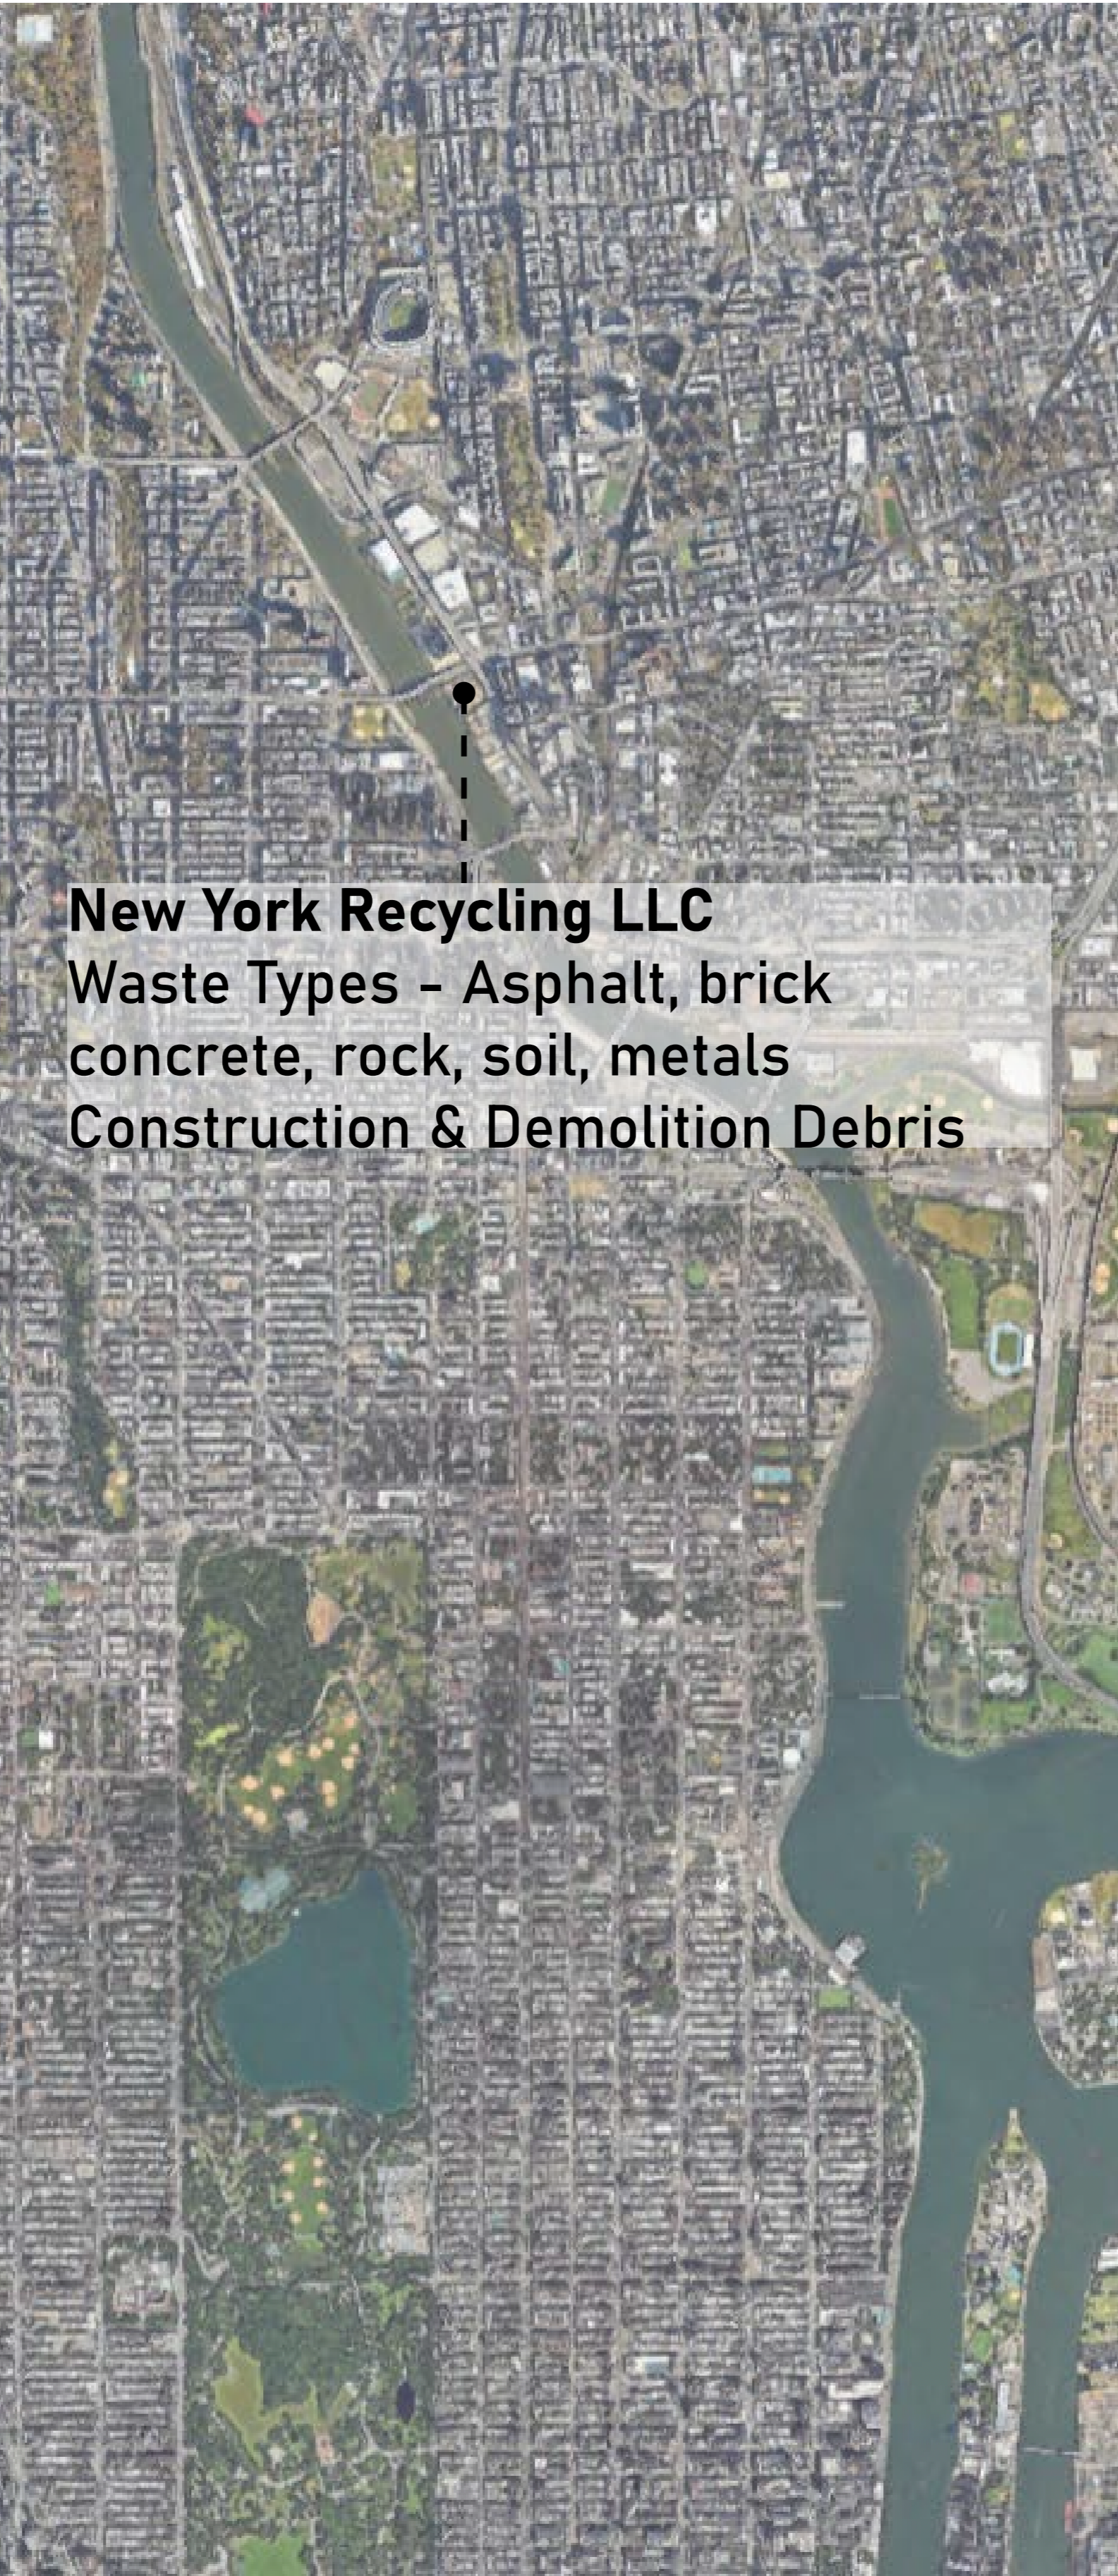 New York Recycling LLC
Waste Types - Asphalt, brick
concrete, rock, soil, metals
Construction & Demolition Debris